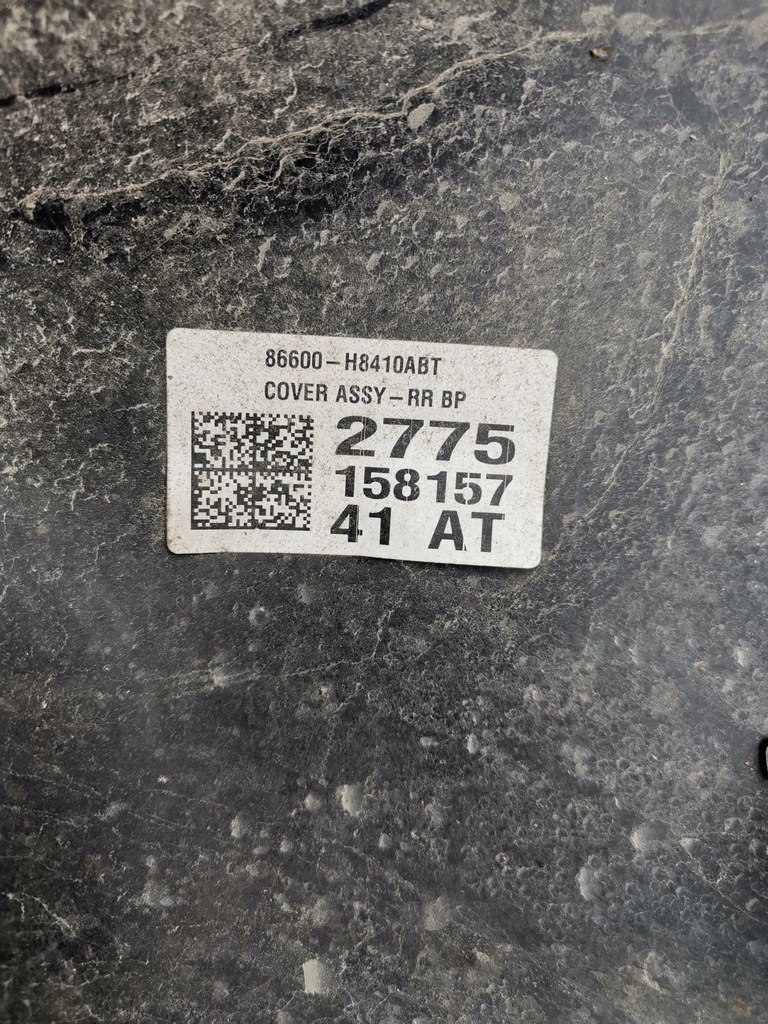 86600-H8410ABT
COVER ASSY-RR BP
2775
158157
41 AT